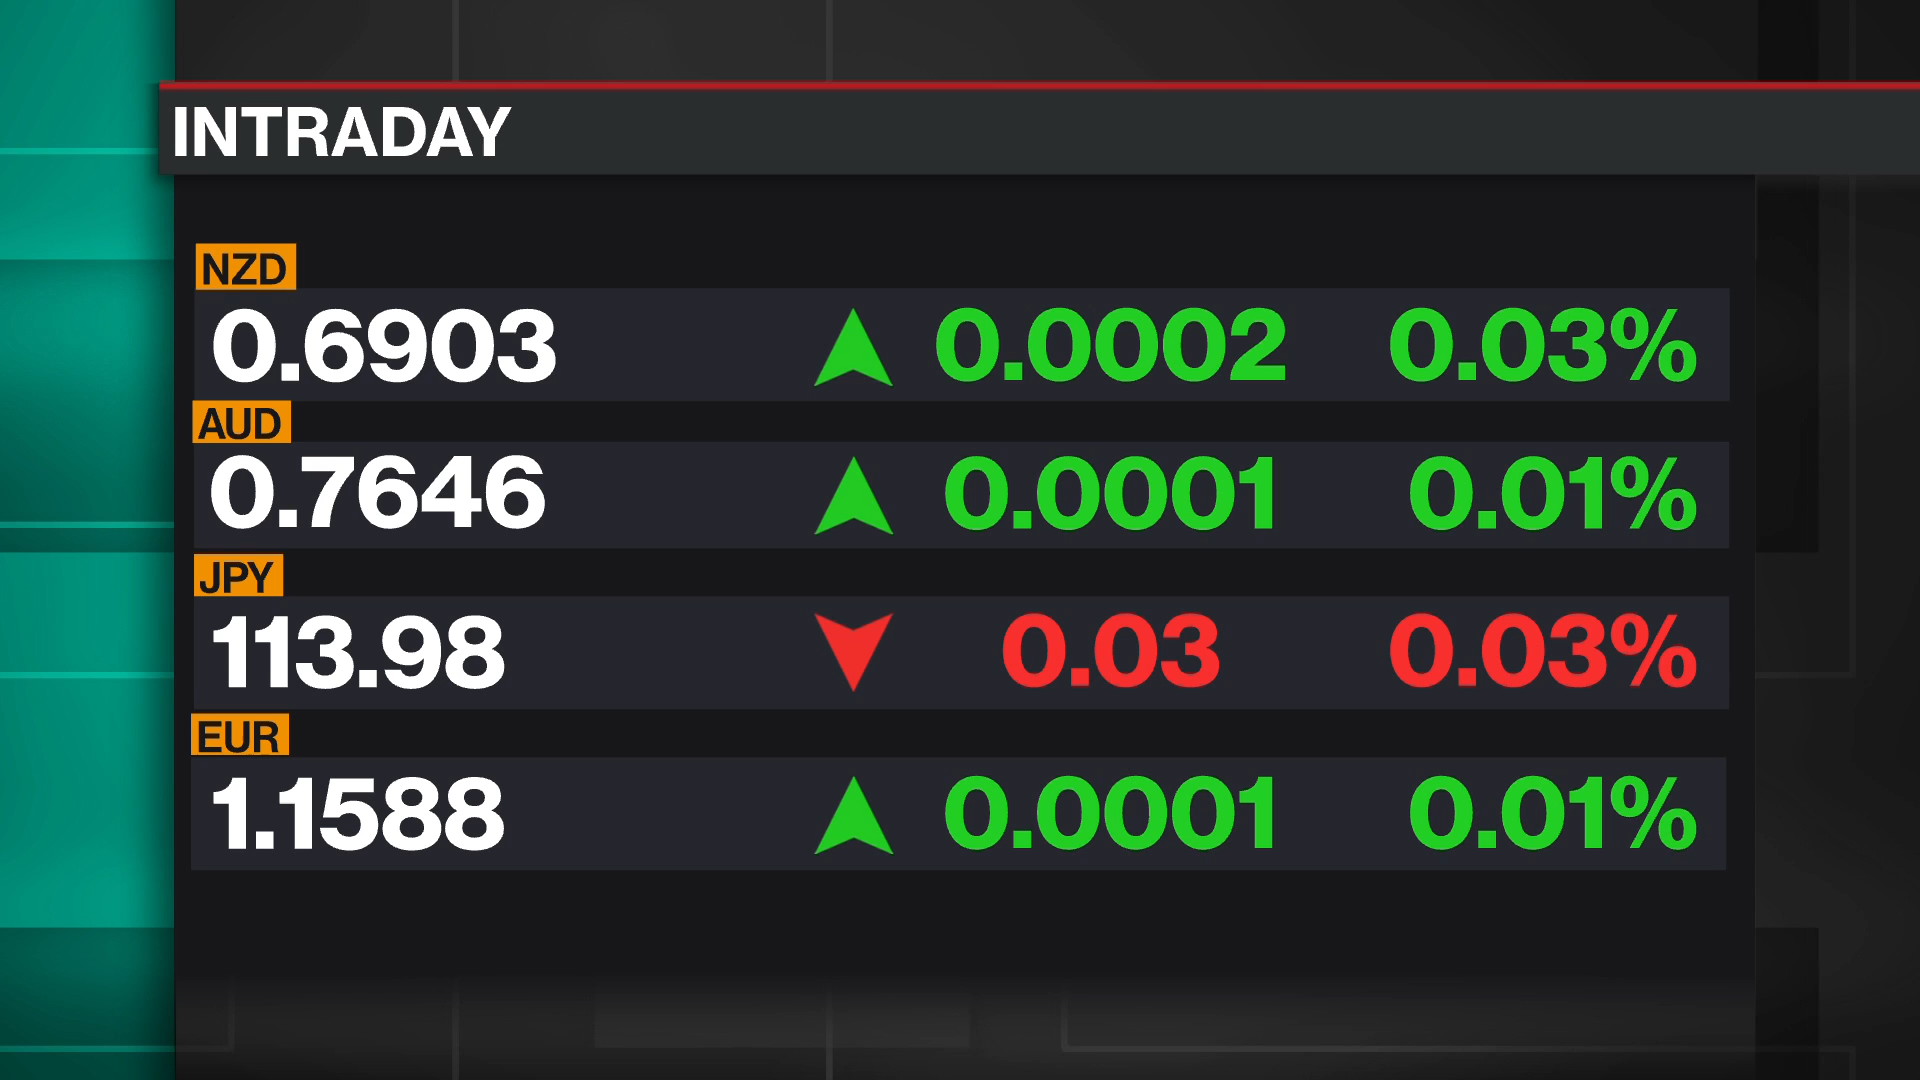 INTRADAY
NZD
0.6903 0.0002 0.03%
AUD
0.7646 0.0001 0.01%
JPY
113.98 0.03 0.03%
EUR
1.1588 0.0001 0.01%